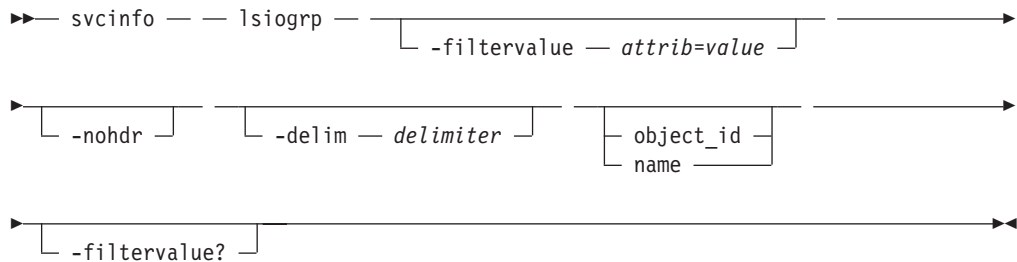 svcinfo lsiogrp
-filtervalue attrib=value
-nohdr -delim delimiter object_id
name
-filtervalue?